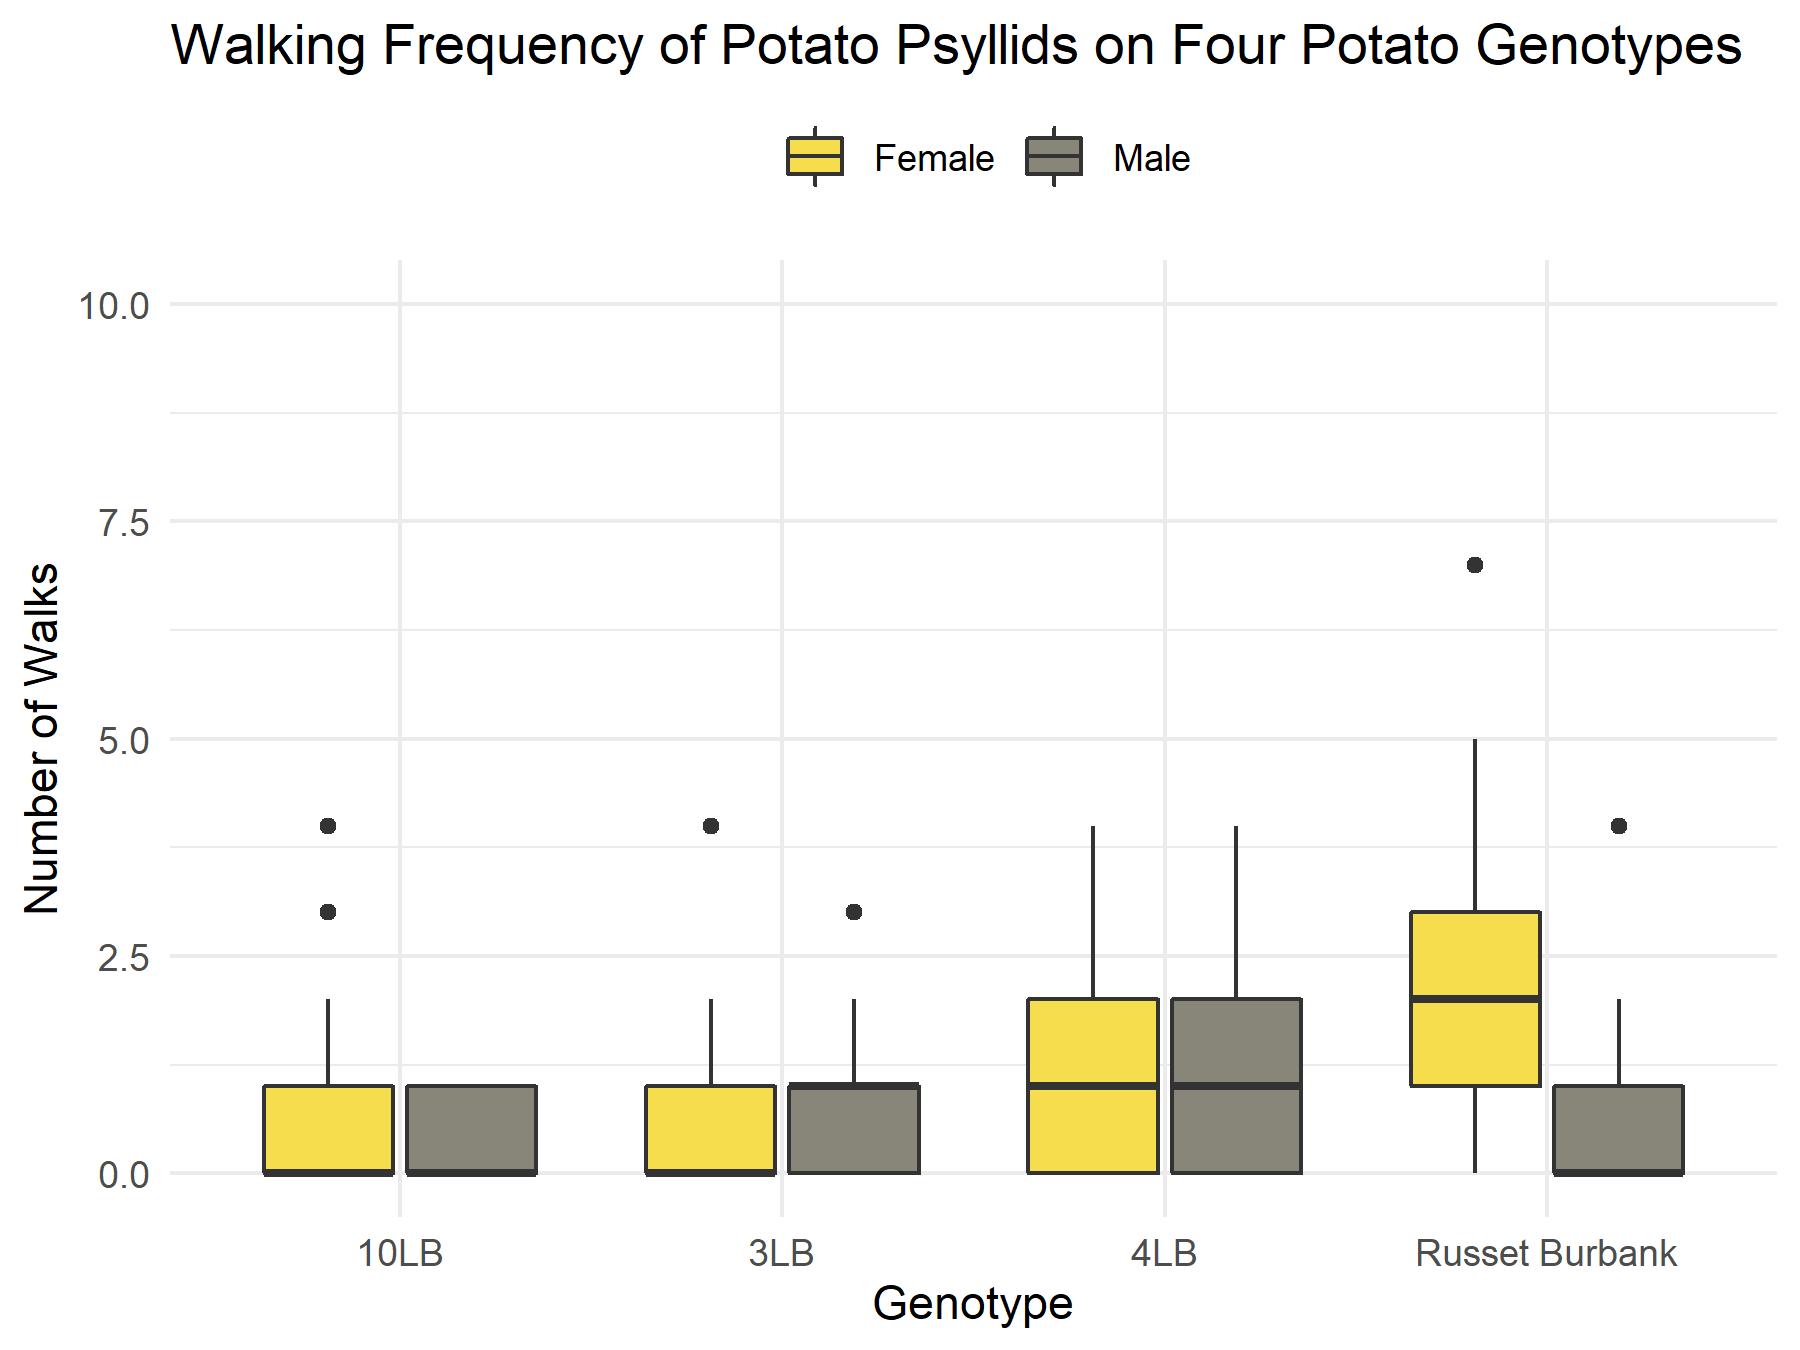 Walking Frequency of Potato Psyllids on Four Potato Genotypes
Female Male
10.0
7.5
5.0
2.5
0.0
Number of Walks
10LB 3LB 4LB Russet Burbank
Genotype